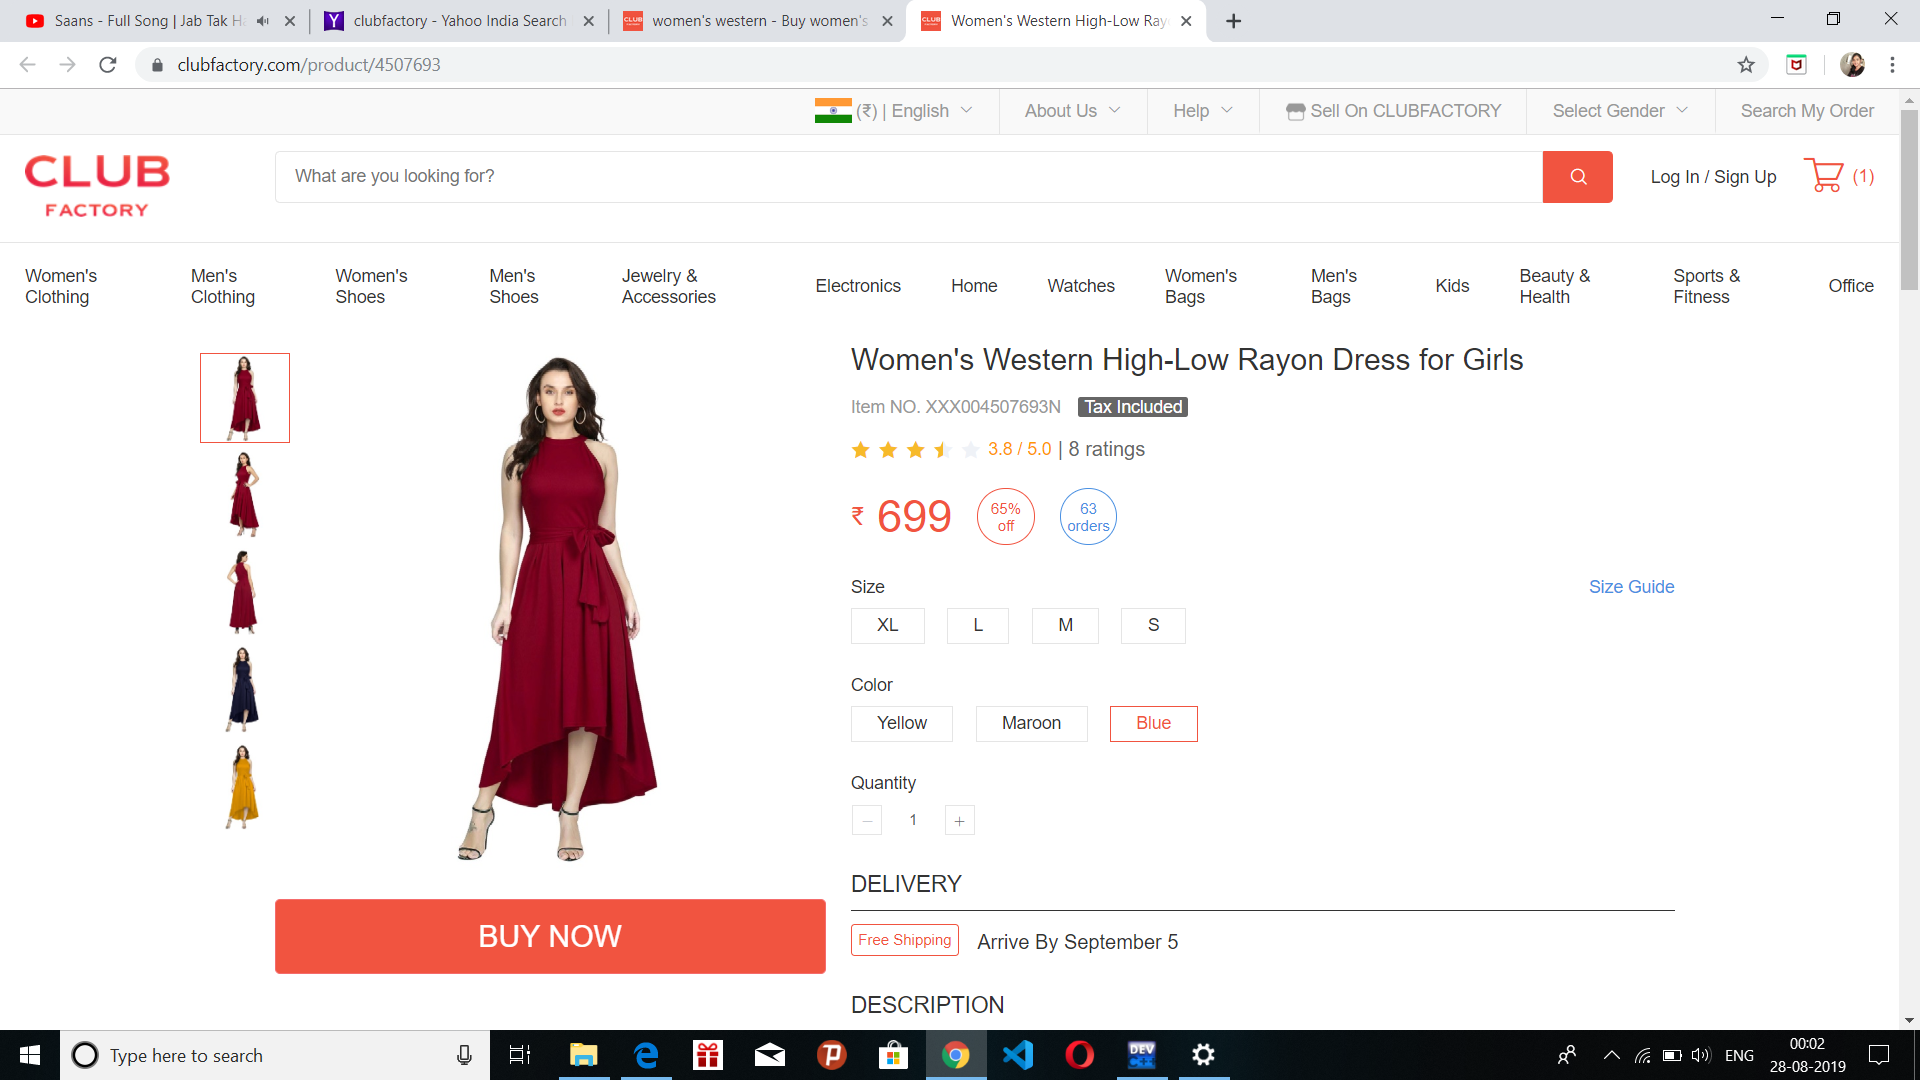 Saans - Full Song | Jab Tak Ha
clubfactory - Yahoo India Search
women's western - Buy women's
Women's Western High-Low Ray
clubfactory.com/product/4507693
(₹) | English
About Us
Help
Sell On CLUBFACTORY
Select Gender
Search My Order
CLUB
FACTORY
What are you looking for?
Log In / Sign Up
(1)
Women's
Clothing
Men's
Clothing
Women's
Shoes
Men's
Shoes
Jewelry &
Accessories
Electronics
Home
Watches
Women's
Bags
Men's
Bags
Kids
Beauty &
Health
Sports &
Fitness
Office
Women's Western High-Low Rayon Dress for Girls
Item NO. XXX004507693N Tax Included
3.8 / 5.0 | 8 ratings
₹ 699
65%
off
63
orders
Size
Size Guide
XL L M S
Color
Yellow Maroon Blue
Quantity
− 1 +
DELIVERY
Free Shipping Arrive By September 5
BUY NOW
DESCRIPTION
Type here to search
DEV
C++
ENG
00:02
28-08-2019